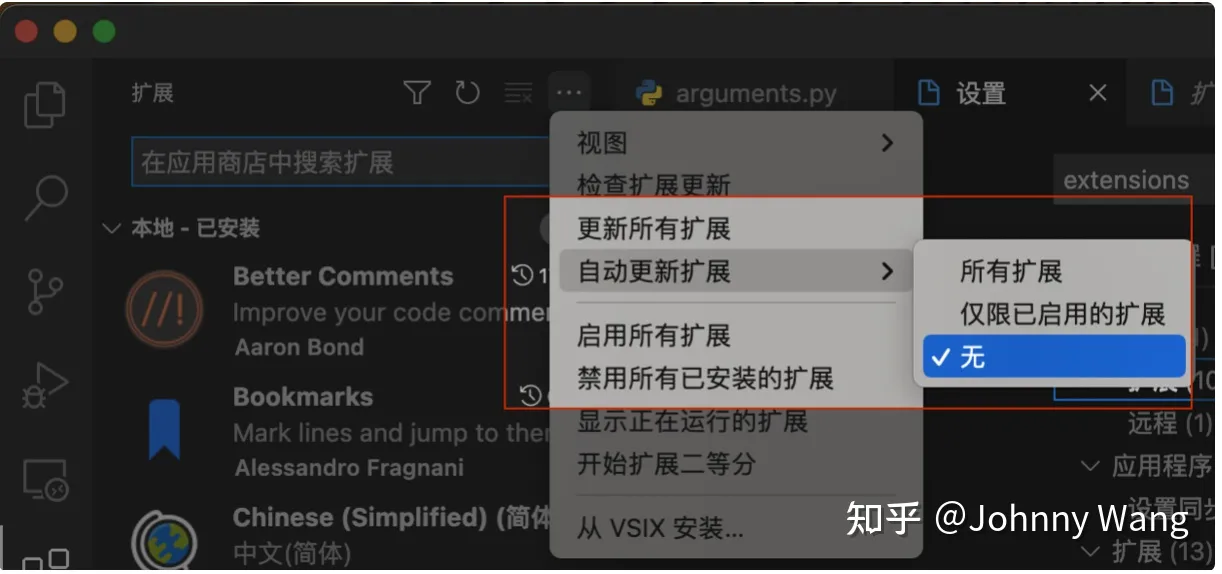 扩展
arguments.py
设置
在应用商店中搜索扩展
extensions
视图
检查扩展更新
更新所有扩展
自动更新扩展
所有扩展
仅限已启用的扩展
无
启用所有扩展
禁用所有已安装的扩展
显示正在运行的扩展
开始扩展二等分
从 VSIX 安装...
本地 - 已安装
Better Comments
Improve your code comme
Aaron Bond
Bookmarks
Mark lines and jump to
Alessandro Fragnani
Chinese (Simplified) (简体
中文(简体)
扩展 (10
远程 (1)
应用程序
设置同步
扩展 (13)
知乎 @Johnny Wang